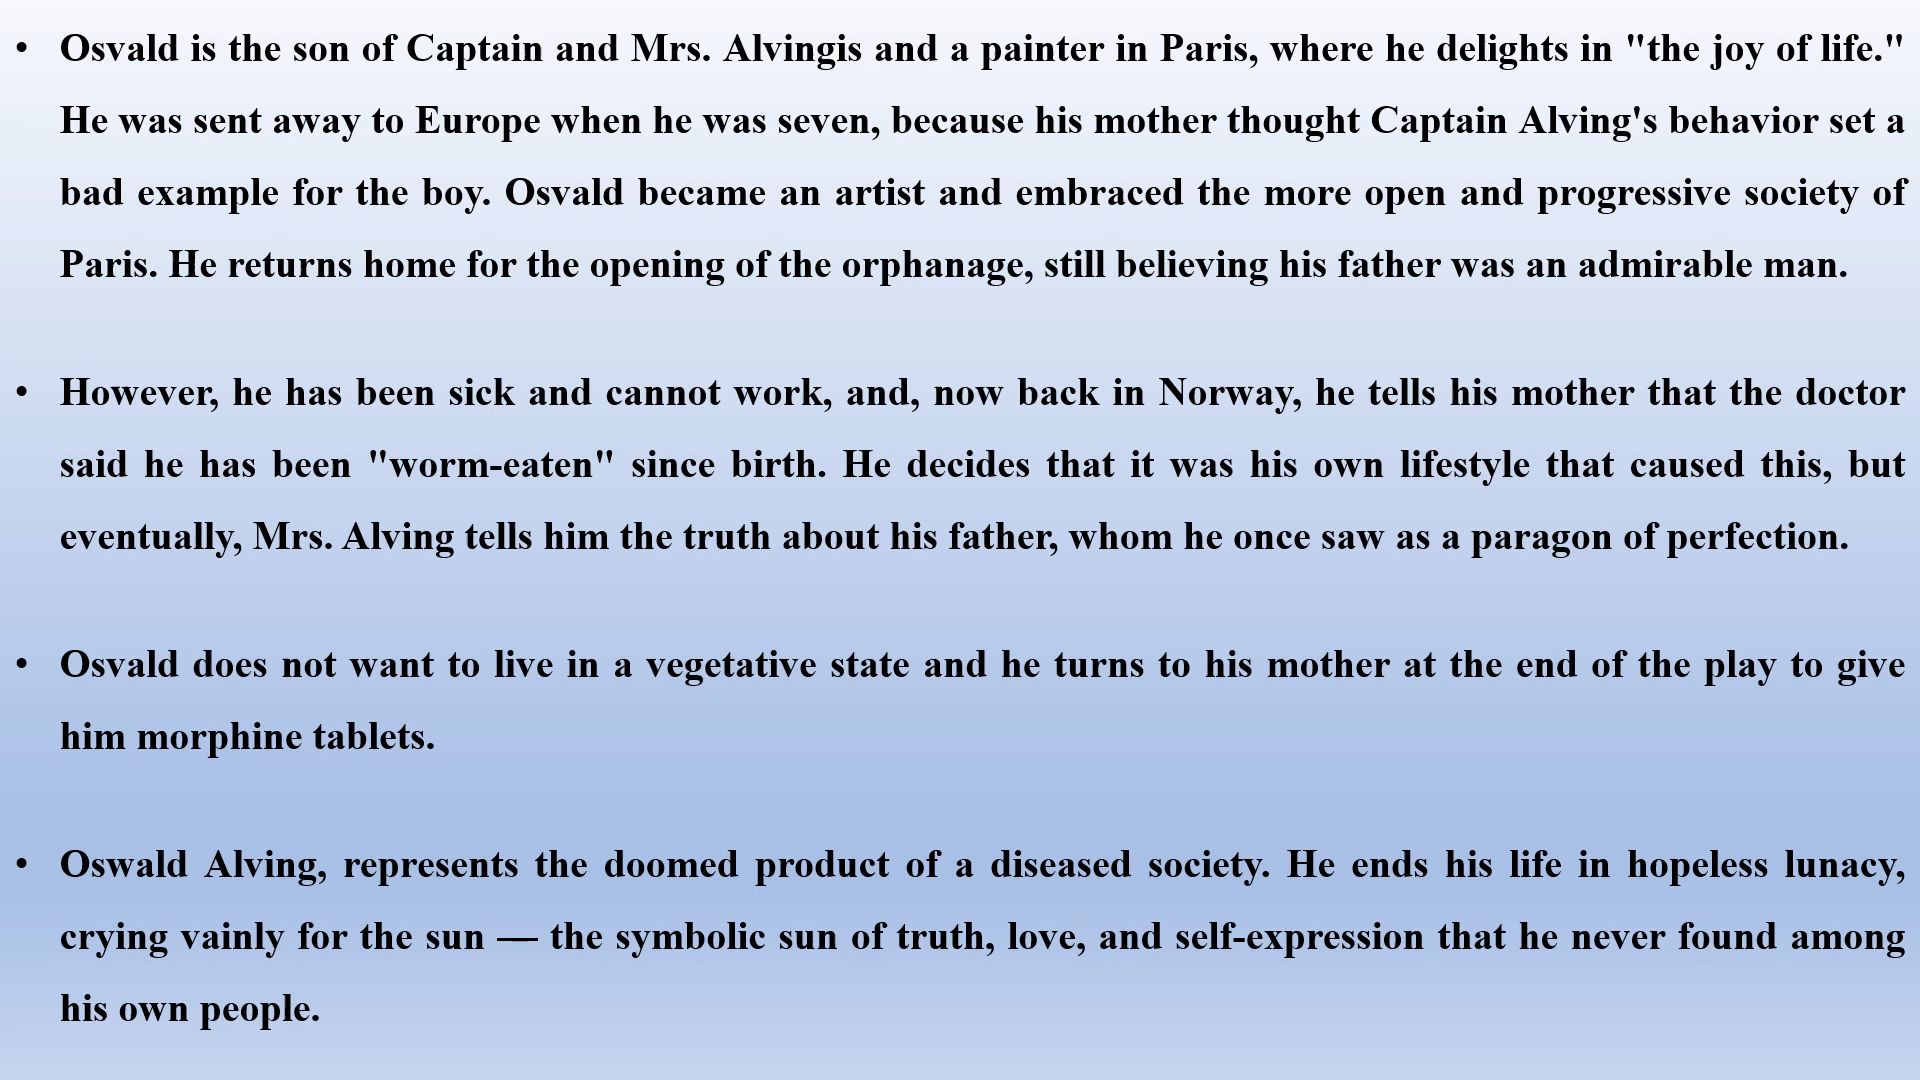 • Osvald is the son of Captain and Mrs. Alvingis and a painter in Paris, where he delights in "the joy of life."
He was sent away to Europe when he was seven, because his mother thought Captain Alving's behavior set a
bad example for the boy. Osvald became an artist and embraced the more open and progressive society of
Paris. He returns home for the opening of the orphanage, still believing his father was an admirable man.
• However, he has been sick and cannot work, and, now back in Norway, he tells his mother that the doctor
said he has been "worm-eaten" since birth. He decides that it was his own lifestyle that caused this, but
eventually, Mrs. Alving tells him the truth about his father, whom he once saw as a paragon of perfection.
• Osvald does not want to live in a vegetative state and he turns to his mother at the end of the play to give
him morphine tablets.
• Oswald Alving, represents the doomed product of a diseased society. He ends his life in hopeless lunacy,
crying vainly for the sun — the symbolic sun of truth, love, and self-expression that he never found among
his own people.